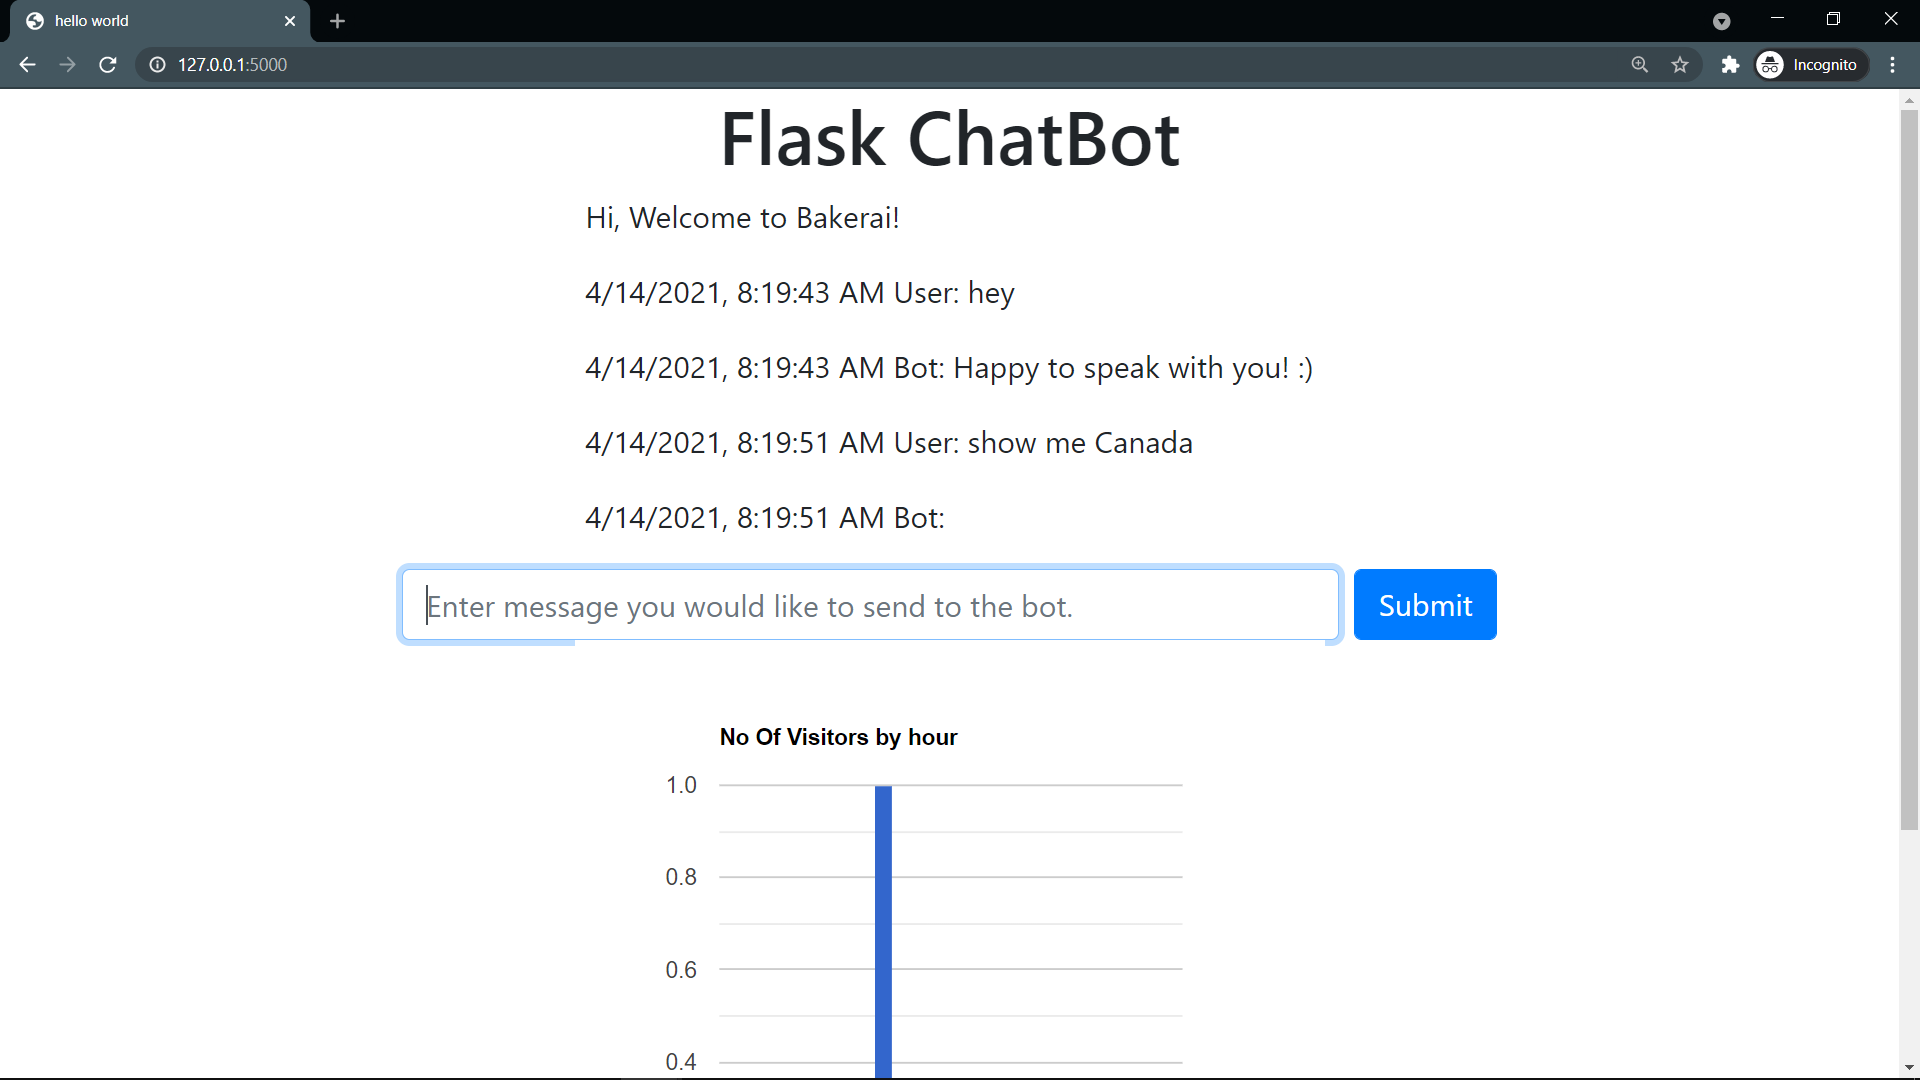 hello world
127.0.0.1:5000
Incognito
Flask ChatBot
Hi, Welcome to Bakerai!
4/14/2021, 8:19:43 AM User: hey
4/14/2021, 8:19:43 AM Bot: Happy to speak with you! :)
4/14/2021, 8:19:51 AM User: show me Canada
4/14/2021, 8:19:51 AM Bot:
Enter message you would like to send to the bot.
Submit
No Of Visitors by hour
1.0
0.8
0.6
0.4